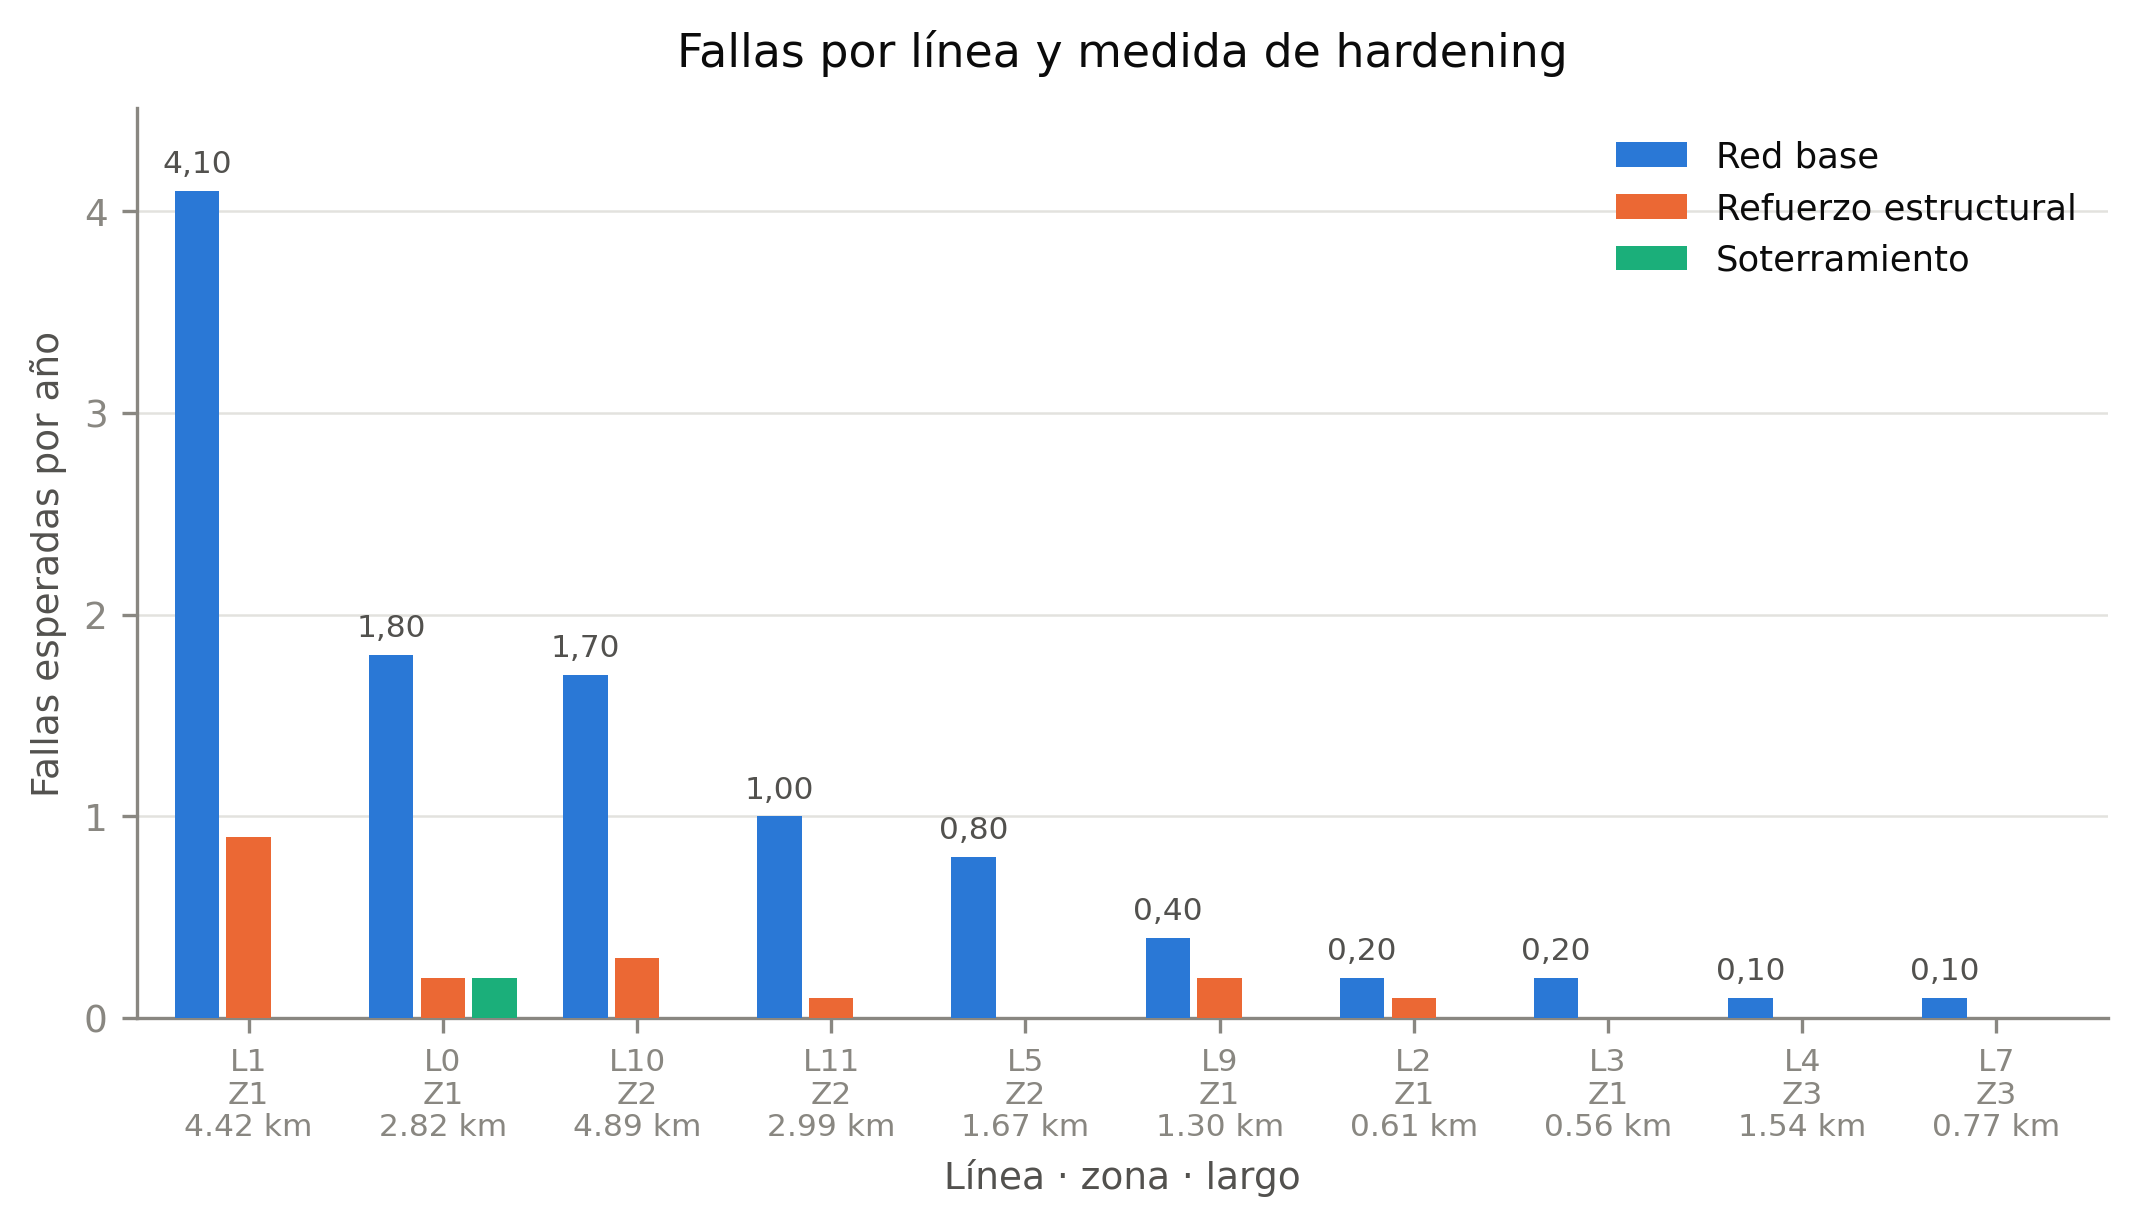 Fallas por línea y medida de hardening
Red base
Refuerzo estructural
Soterramiento
Fallas esperadas por año
4
3
2
1
0
4,10
1,80
1,70
1,00
0,80
0,40
0,20
0,20
0,10
0,10
L1
Z1
4.42 km
L0
Z1
2.82 km
L10
Z2
4.89 km
L11
Z2
2.99 km
L5
Z2
1.67 km
L9
Z1
1.30 km
L2
Z1
0.61 km
L3
Z1
0.56 km
L4
Z3
1.54 km
L7
Z3
0.77 km
Línea · zona · largo